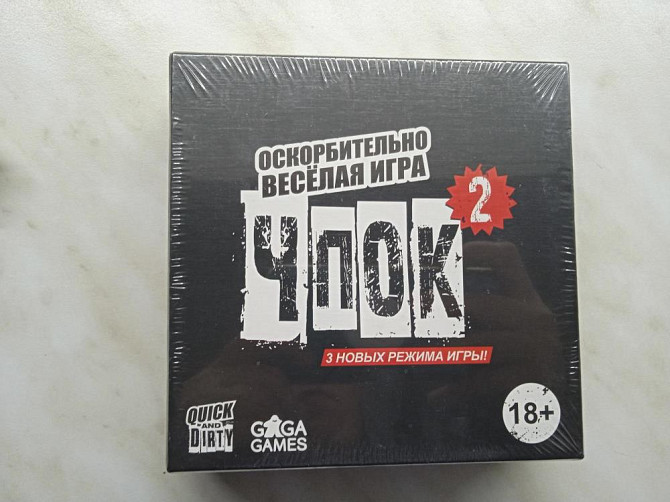 ОСКОРБИТЕЛЬНО
ВЕСЁЛАЯ ИГРА
2
ЧПОК
3 НОВЫХ РЕЖИМА ИГРЫ!
QUICK
AND
DIRTY
GAGA
GAMES
18+